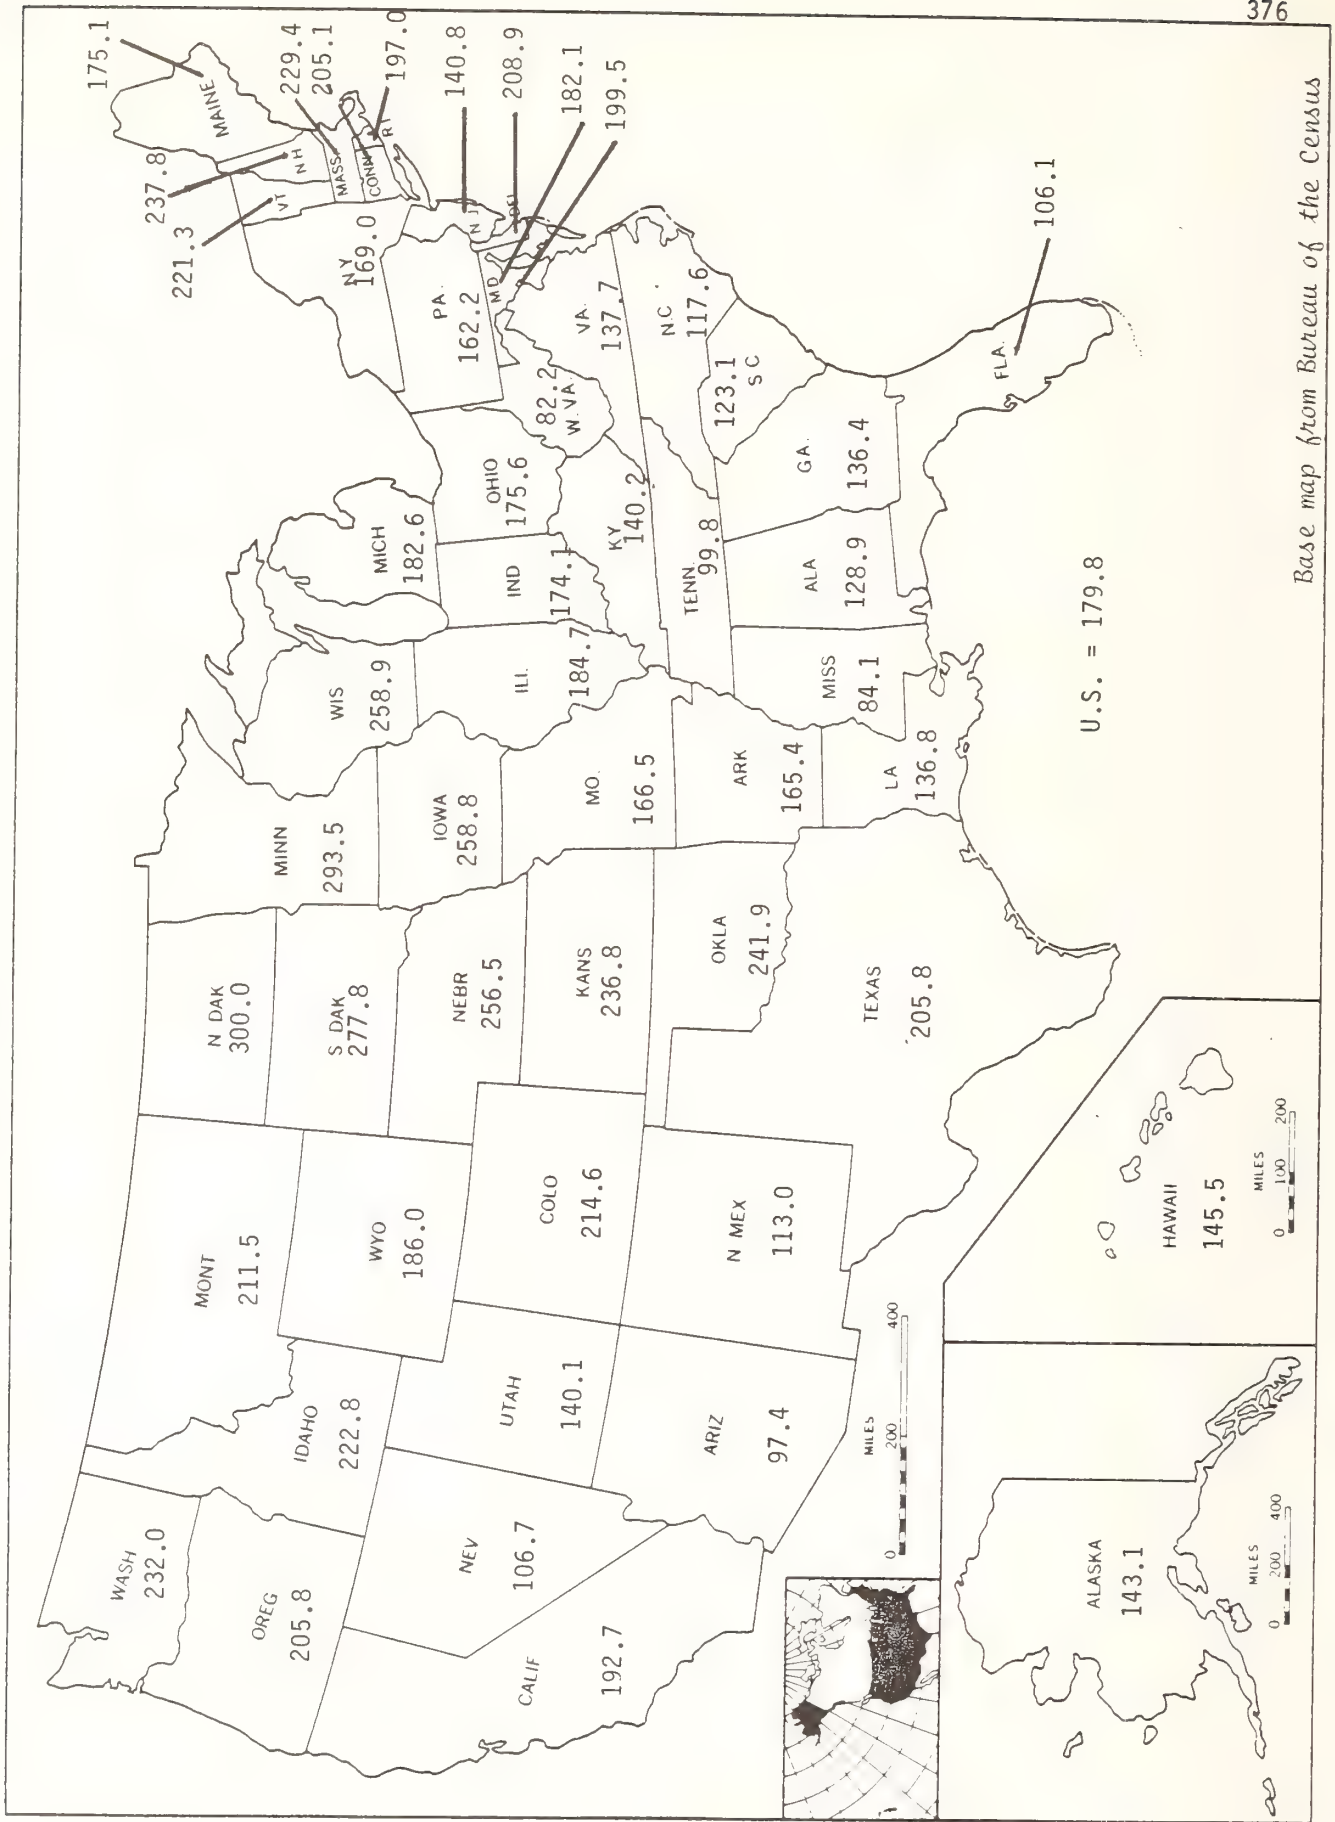 376
175.1
MAINE
237.8
N H
229.4
205.1
221.3
VT
MASS.
CONN
R I
197.0
NY
169.0
140.8
N J
PA.
162.2
DEL
208.9
MD
182.1
199.5
VA.
137.7
82.2
W. VA.
N.C
117.6
123.1
S C
106.1
FLA.
GA.
136.4
OHIO
175.6
KY
140.2
MICH
182.6
IND
174.1
TENN.
99.8
ALA
128.9
WIS
258.9
ILL.
184.7
MISS
84.1
U.S. = 179.8
MINN
293.5
IOWA
258.8
MO.
166.5
ARK
165.4
LA
136.8
N DAK
300.0
S DAK
277.8
NEBR
256.5
KANS
236.8
OKLA
241.9
TEXAS
205.8
MONT
211.5
WYO
186.0
COLO
214.6
N MEX
113.0
IDAHO
222.8
UTAH
140.1
ARIZ
97.4
WASH
232.0
OREG
205.8
NEV
106.7
CALIF
192.7
MILES
0 200 400
HAWAII
145.5
MILES
0 100 200
ALASKA
143.1
MILES
0 200 400
Base map from Bureau of the Census